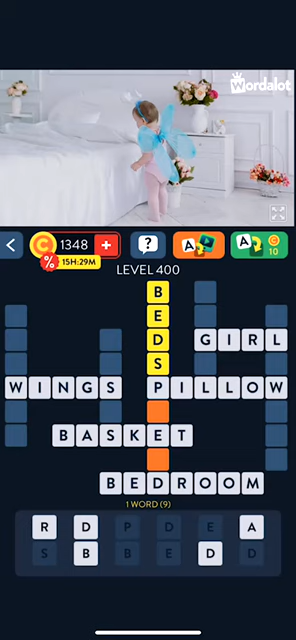 Wordalot
1348 +
? A A 10
% 15H:29M
LEVEL 400
B
E
D GIRL
S
WINGS PILLOW
BASKET
BEDROOM
1 WORD (9)
R D P D E A
S B B E D D